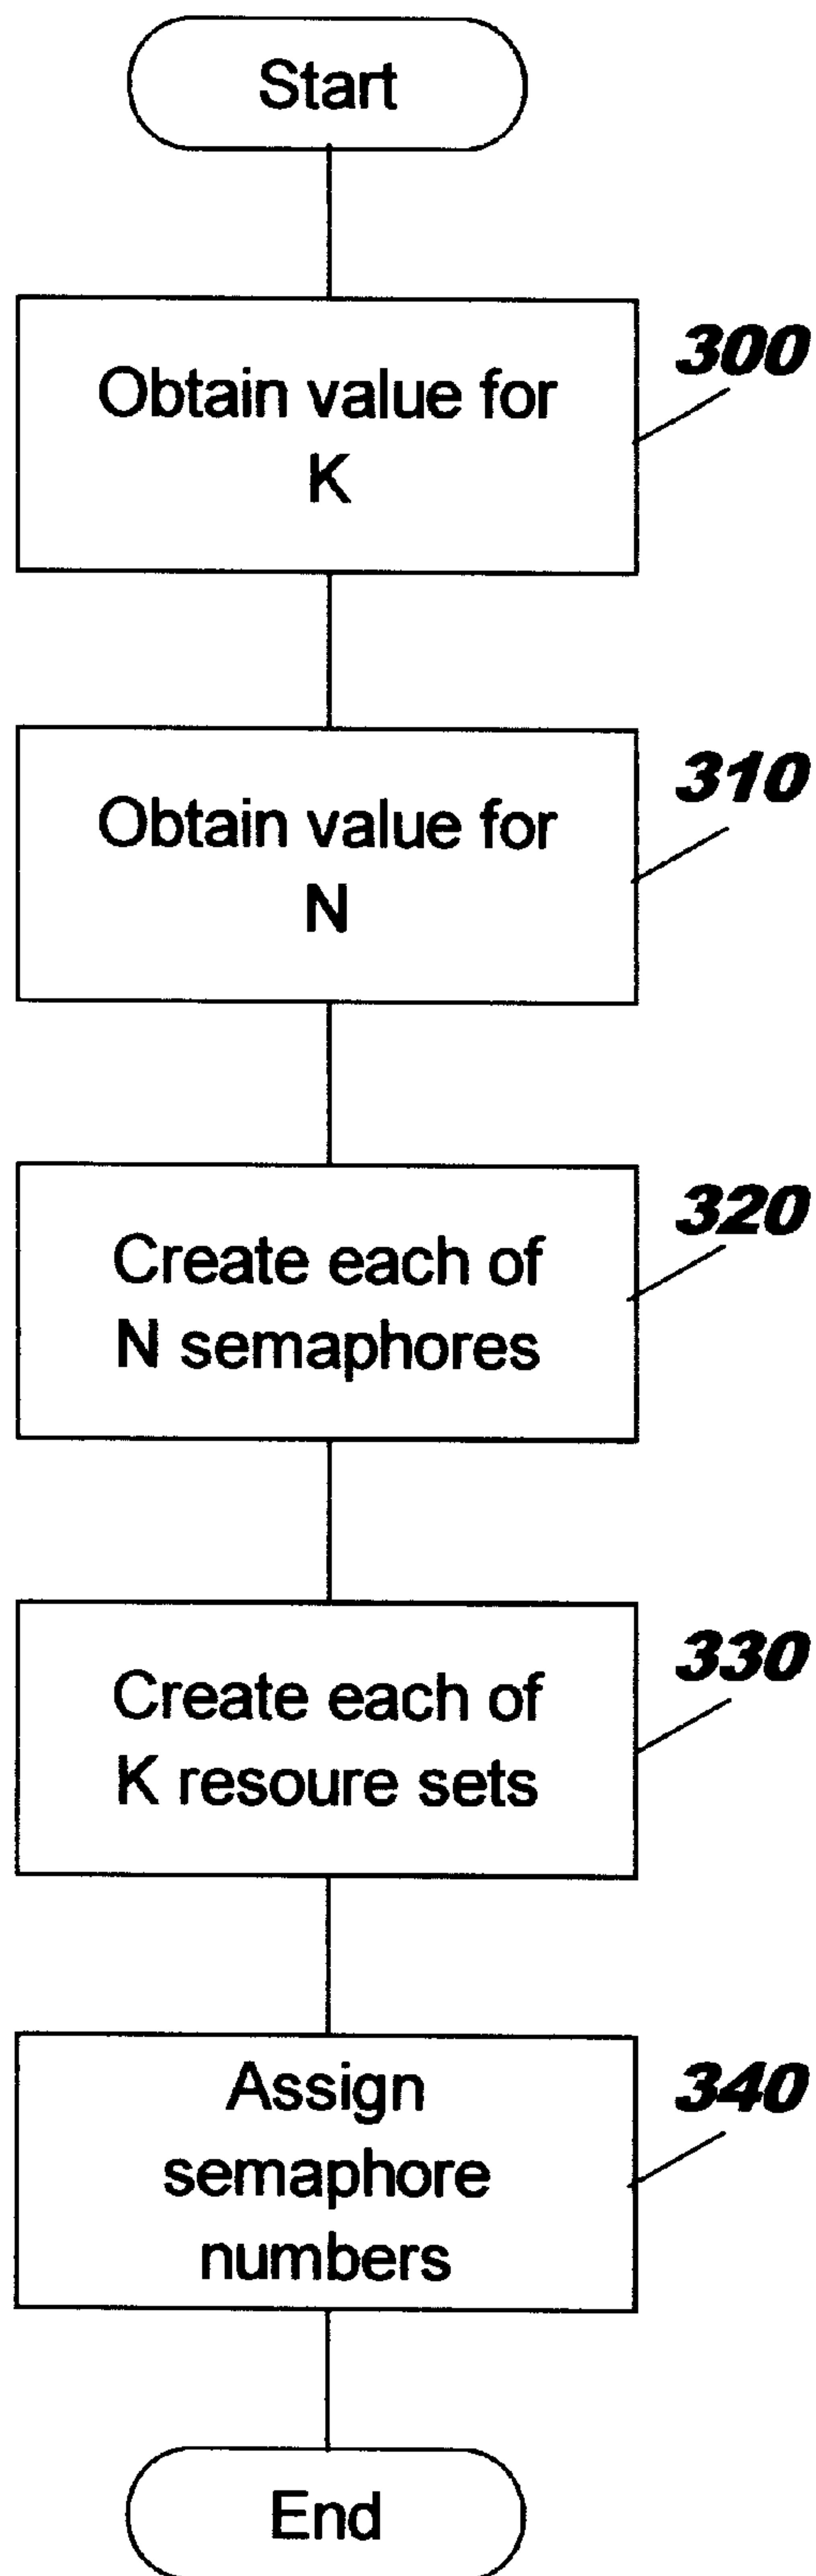 Start
Obtain value for
K
300
Obtain value for
N
310
Create each of
N semaphores
320
Create each of
K resoure sets
330
Assign
semaphore
numbers
340
End